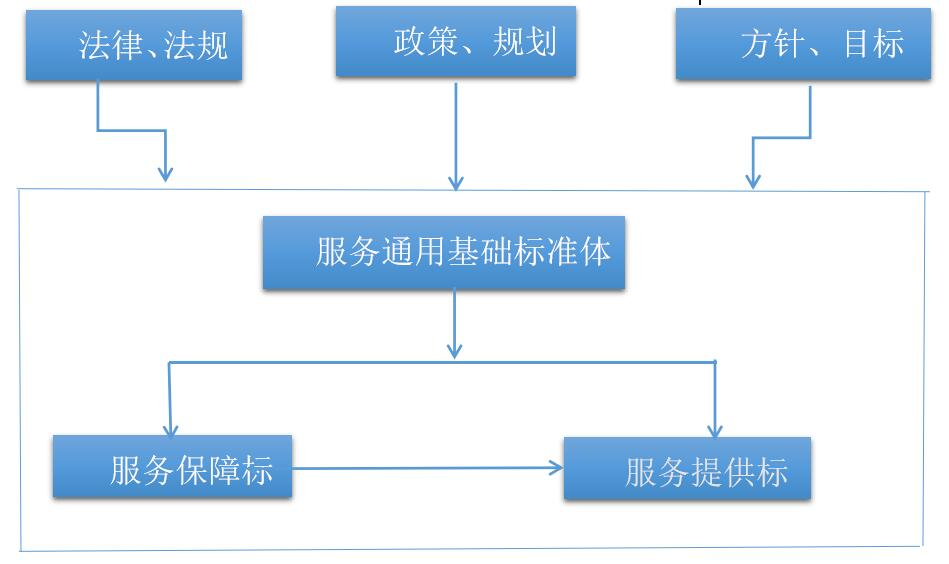 法律、法规
政策、规划
方针、目标
服务通用基础标准体
服务保障标
服务提供标